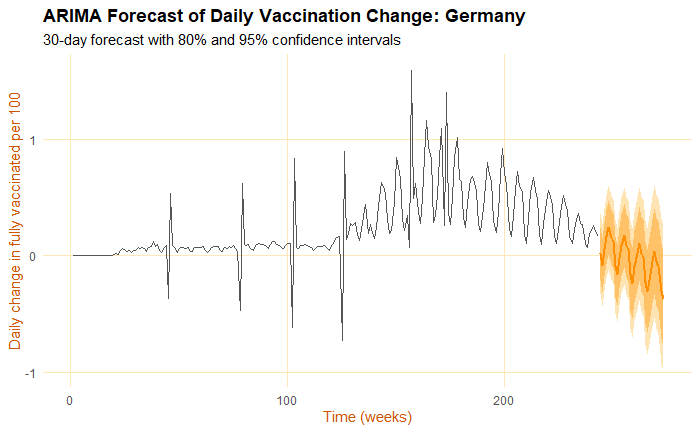 ARIMA Forecast of Daily Vaccination Change: Germany
30-day forecast with 80% and 95% confidence intervals
Daily change in fully vaccinated per 100
1
0
-1
0
100
200
Time (weeks)